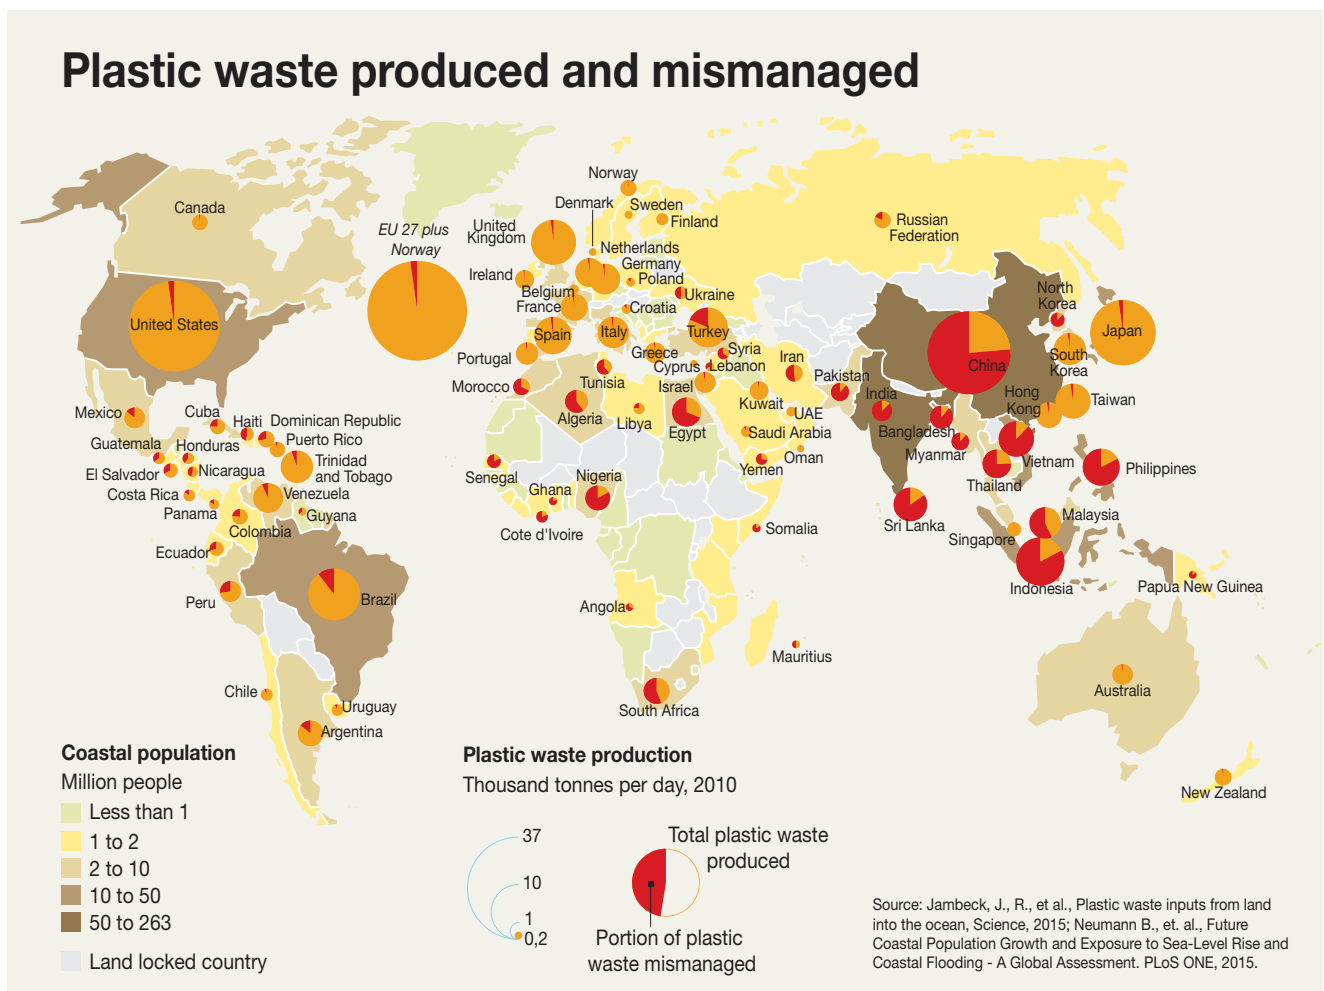 Plastic waste produced and mismanaged
Norway
Denmark
Sweden
Finland
Canada
EU 27 plus
Norway
United
Kingdom
Russian
Federation
Netherlands
Germany
Poland
Ireland
Belgium
France
Ukraine
Croatia
North
Korea
United States
Spain
Italy
Turkey
Japan
Portugal
Greece
Cyprus
Syria
Lebanon
Iran
China
South
Korea
Morocco
Tunisia
Israel
Pakistan
India
Hong
Kong
Taiwan
Mexico
Cuba
Haiti
Dominican Republic
Puerto Rico
Algeria
Libya
Egypt
Kuwait
UAE
Saudi Arabia
Oman
Bangladesh
Myanmar
Guatemala
Honduras
Trinidad
and Tobago
El Salvador
Nicaragua
Senegal
Nigeria
Yemen
Thailand
Vietnam
Philippines
Costa Rica
Venezuela
Ghana
Panama
Guyana
Colombia
Cote d'Ivoire
Somalia
Sri Lanka
Malaysia
Singapore
Ecuador
Indonesia
Papua New Guinea
Peru
Brazil
Angola
Mauritius
Chile
Uruguay
Argentina
South Africa
Australia
New Zealand
Coastal population
Million people
Less than 1
1 to 2
2 to 10
10 to 50
50 to 263
Land locked country
Plastic waste production
Thousand tonnes per day, 2010
37
10
1
0,2
Total plastic waste
produced
Portion of plastic
waste mismanaged
Source: Jambeck, J., R., et al., Plastic waste inputs from land
into the ocean, Science, 2015; Neumann B., et. al., Future
Coastal Population Growth and Exposure to Sea-Level Rise and
Coastal Flooding - A Global Assessment. PLoS ONE, 2015.